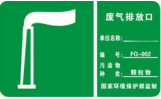 废气排放口
单位名称：
编 号：FQ-002
污染物
种 类：颗粒物
国家环境保护部监制